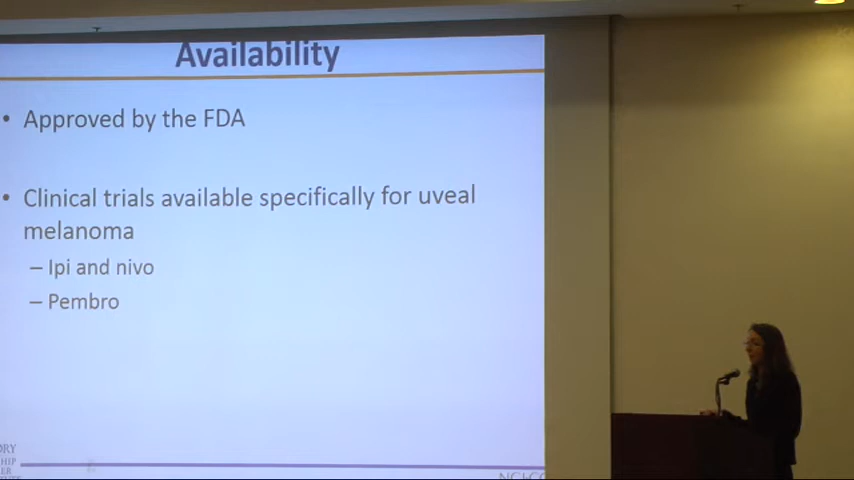 Availability
• Approved by the FDA
• Clinical trials available specifically for uveal
melanoma
– Ipi and nivo
– Pembro